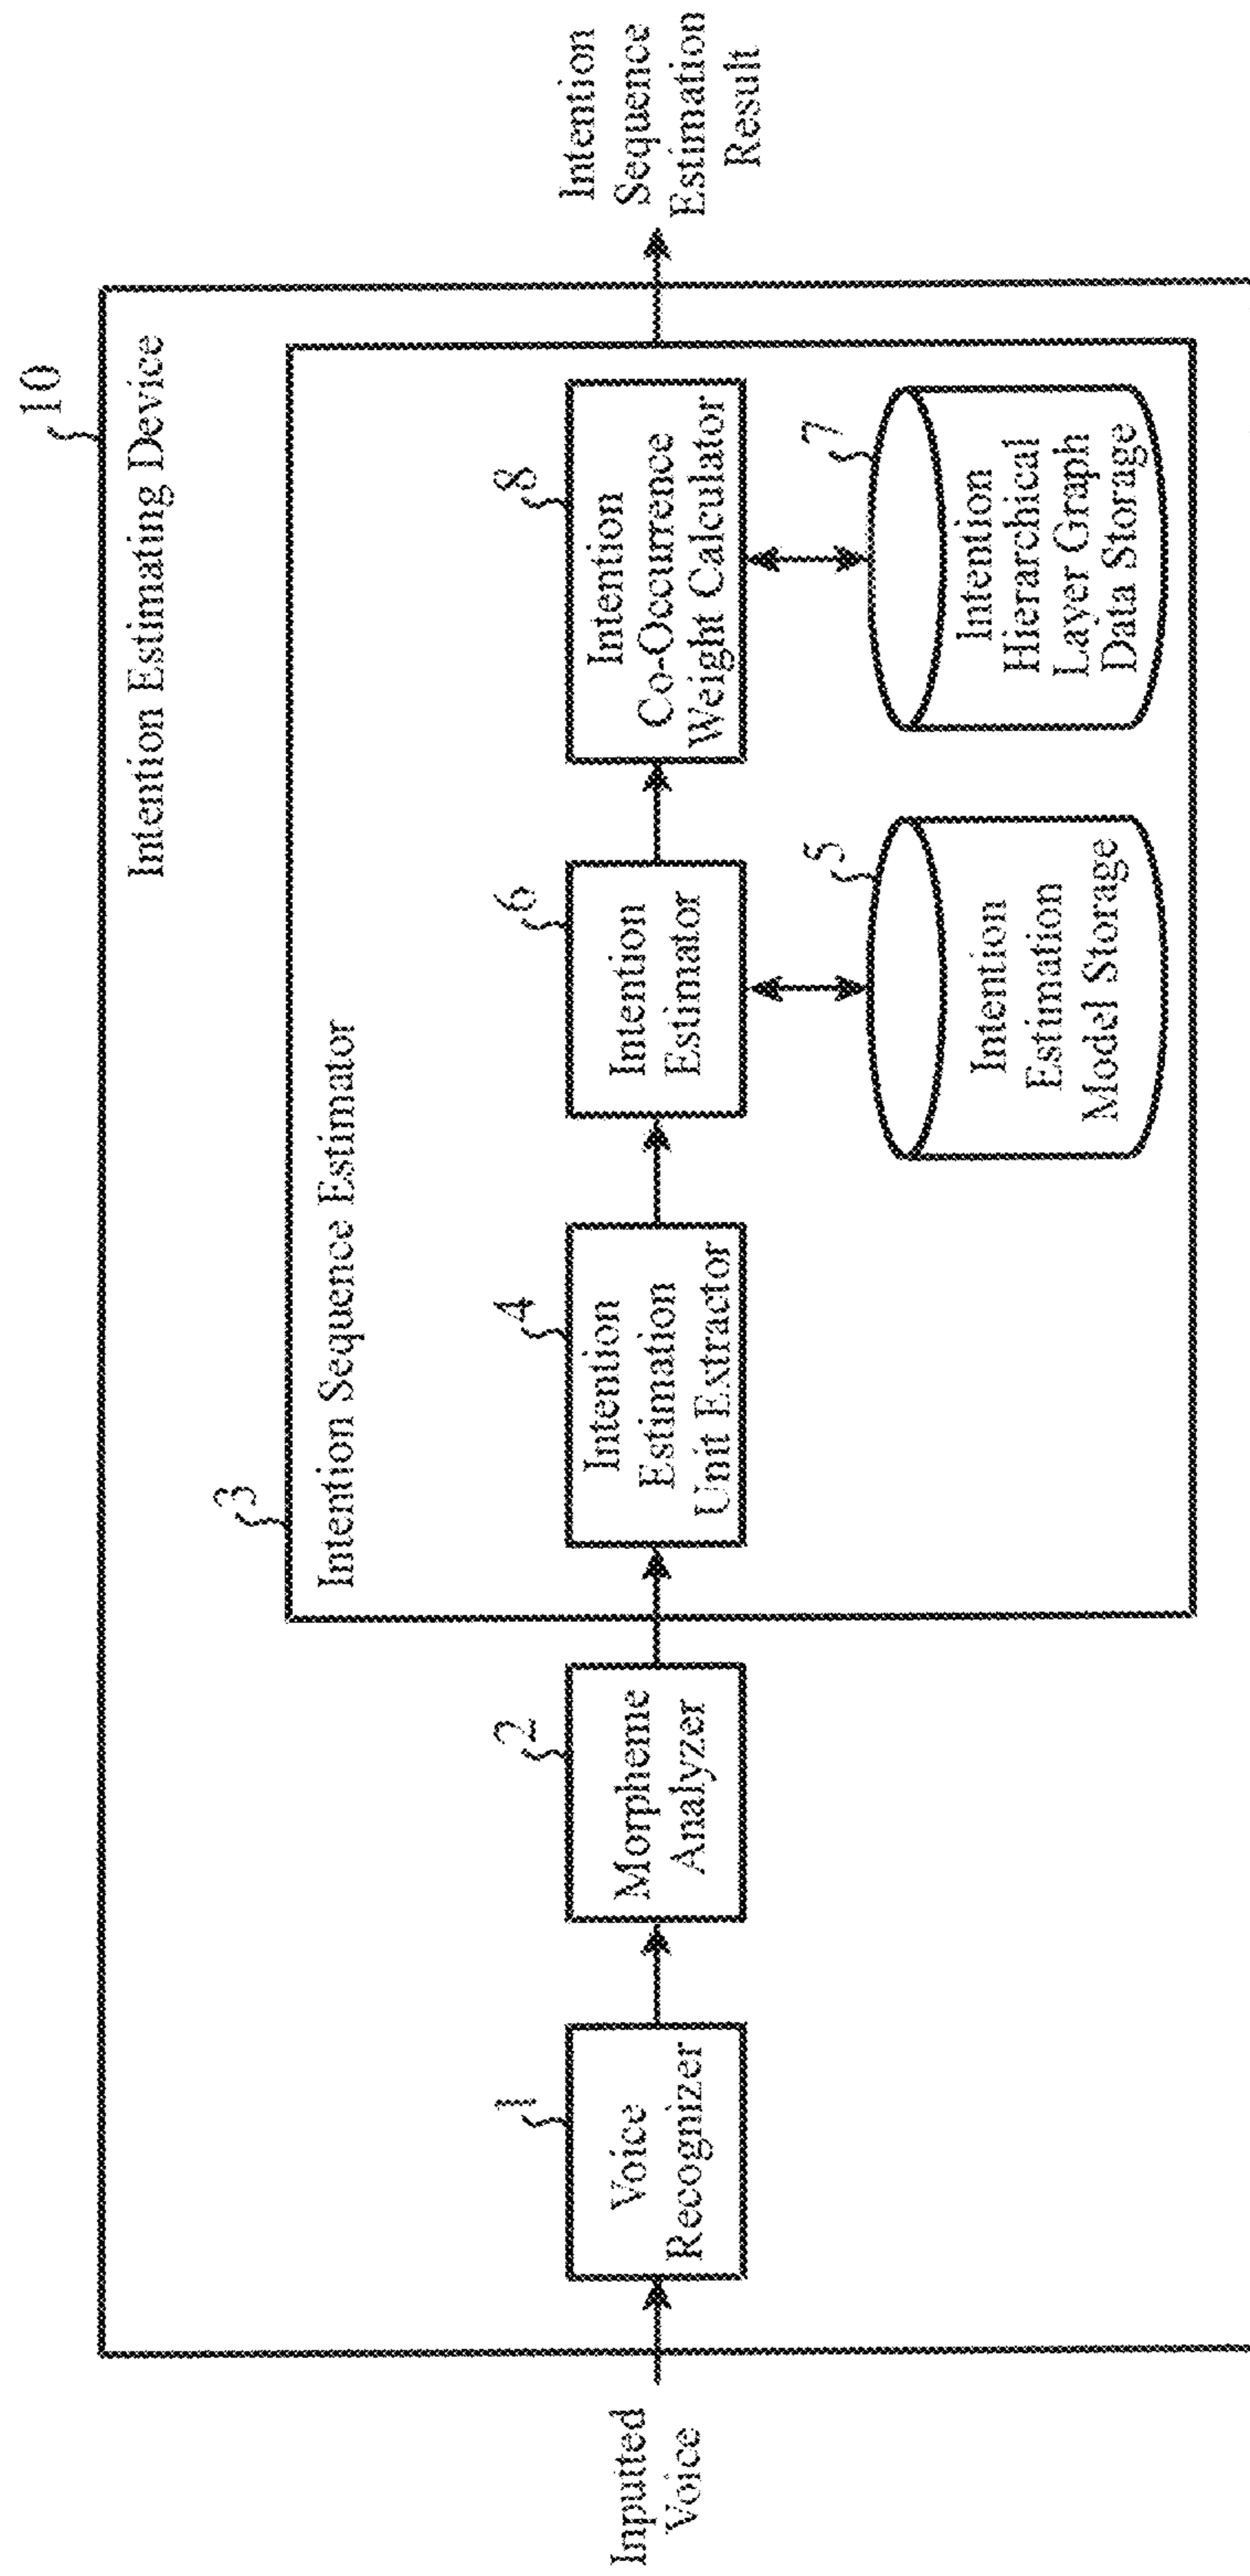 10
Intention Estimating Device
3
Intention Sequence Estimator
Inputted
Voice
1
Voice
Recognizer
2
Morpheme
Analyzer
4
Intention
Estimation
Unit Extractor
6
Intention
Estimator
8
Intention
Co-Occurrence
Weight Calculator
5
Intention
Estimation
Model Storage
7
Intention
Hierarchical
Layer Graph
Data Storage
Intention
Sequence
Estimation
Result